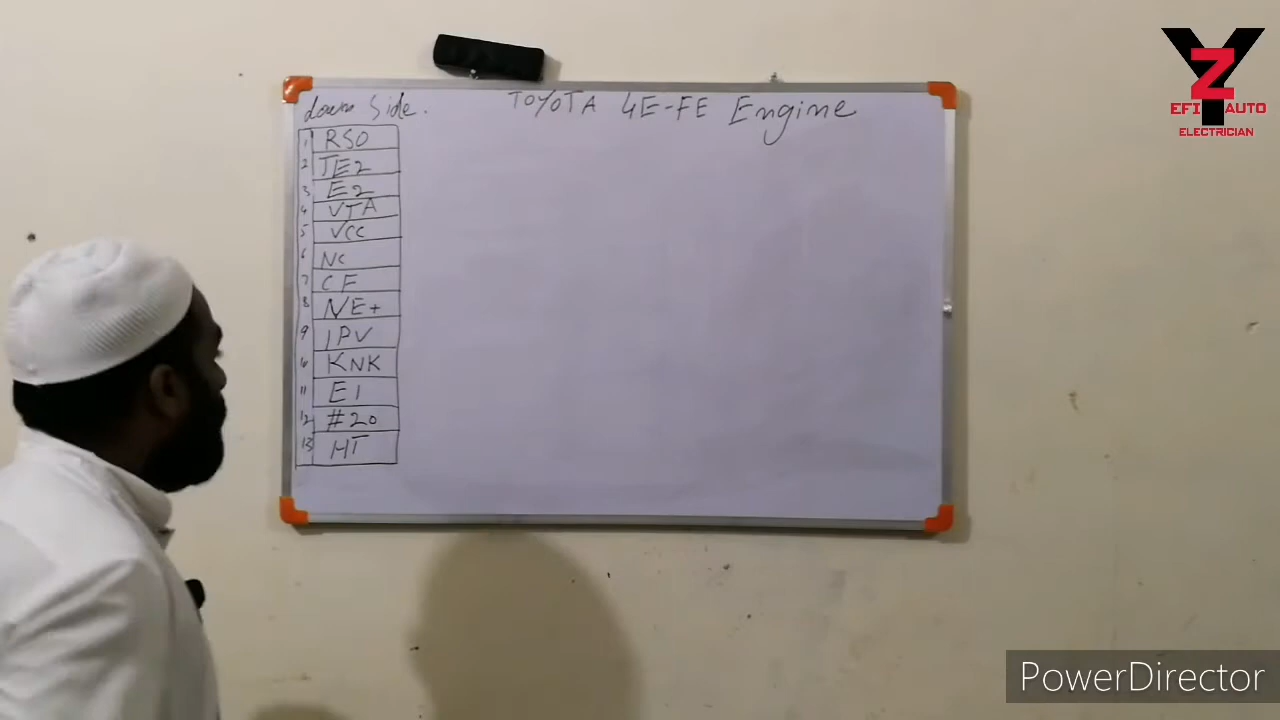 down Side.
TOYOTA 4E-FE Engine
1 RSO
2 TE2
3 E2
4 VTA
5 VCC
6 NC
7 CF
8 NE+
9 IPV
10 KNK
11 E1
12 #20
13 HT
YZ
EFI AUTO
ELECTRICIAN
PowerDirector